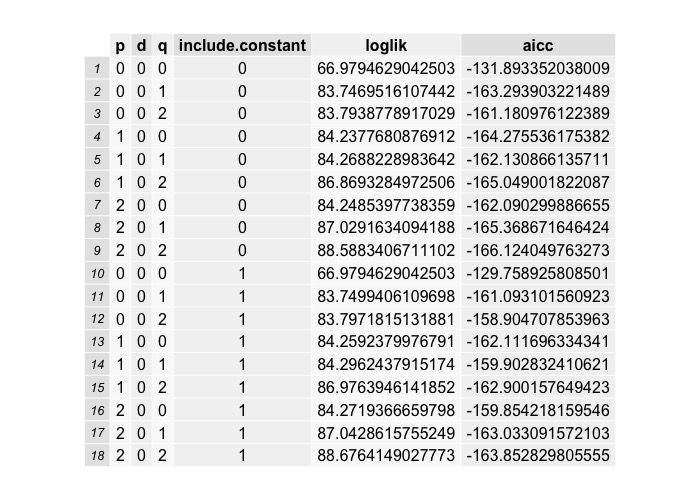 p d q include.constant loglik aicc
1 0 0 0 0 66.9794629042503 -131.893352038009
2 0 0 1 0 83.7469516107442 -163.293903221489
3 0 0 2 0 83.7938778917029 -161.180976122389
4 1 0 0 0 84.2377680876912 -164.275536175382
5 1 0 1 0 84.2688228983642 -162.130866135711
6 1 0 2 0 86.8693284972506 -165.049001822087
7 2 0 0 0 84.2485397738359 -162.090299886655
8 2 0 1 0 87.0291634094188 -165.368671646424
9 2 0 2 0 88.5883406711102 -166.124049763273
10 0 0 0 1 66.9794629042503 -129.758925808501
11 0 0 1 1 83.7499406109698 -161.093101560923
12 0 0 2 1 83.7971815131881 -158.904707853963
13 1 0 0 1 84.2592379976791 -162.111696334341
14 1 0 1 1 84.2962437915174 -159.902832410621
15 1 0 2 1 86.9763946141852 -162.900157649423
16 2 0 0 1 84.2719366659798 -159.854218159546
17 2 0 1 1 87.0428615755249 -163.033091572103
18 2 0 2 1 88.6764149027773 -163.852829805555